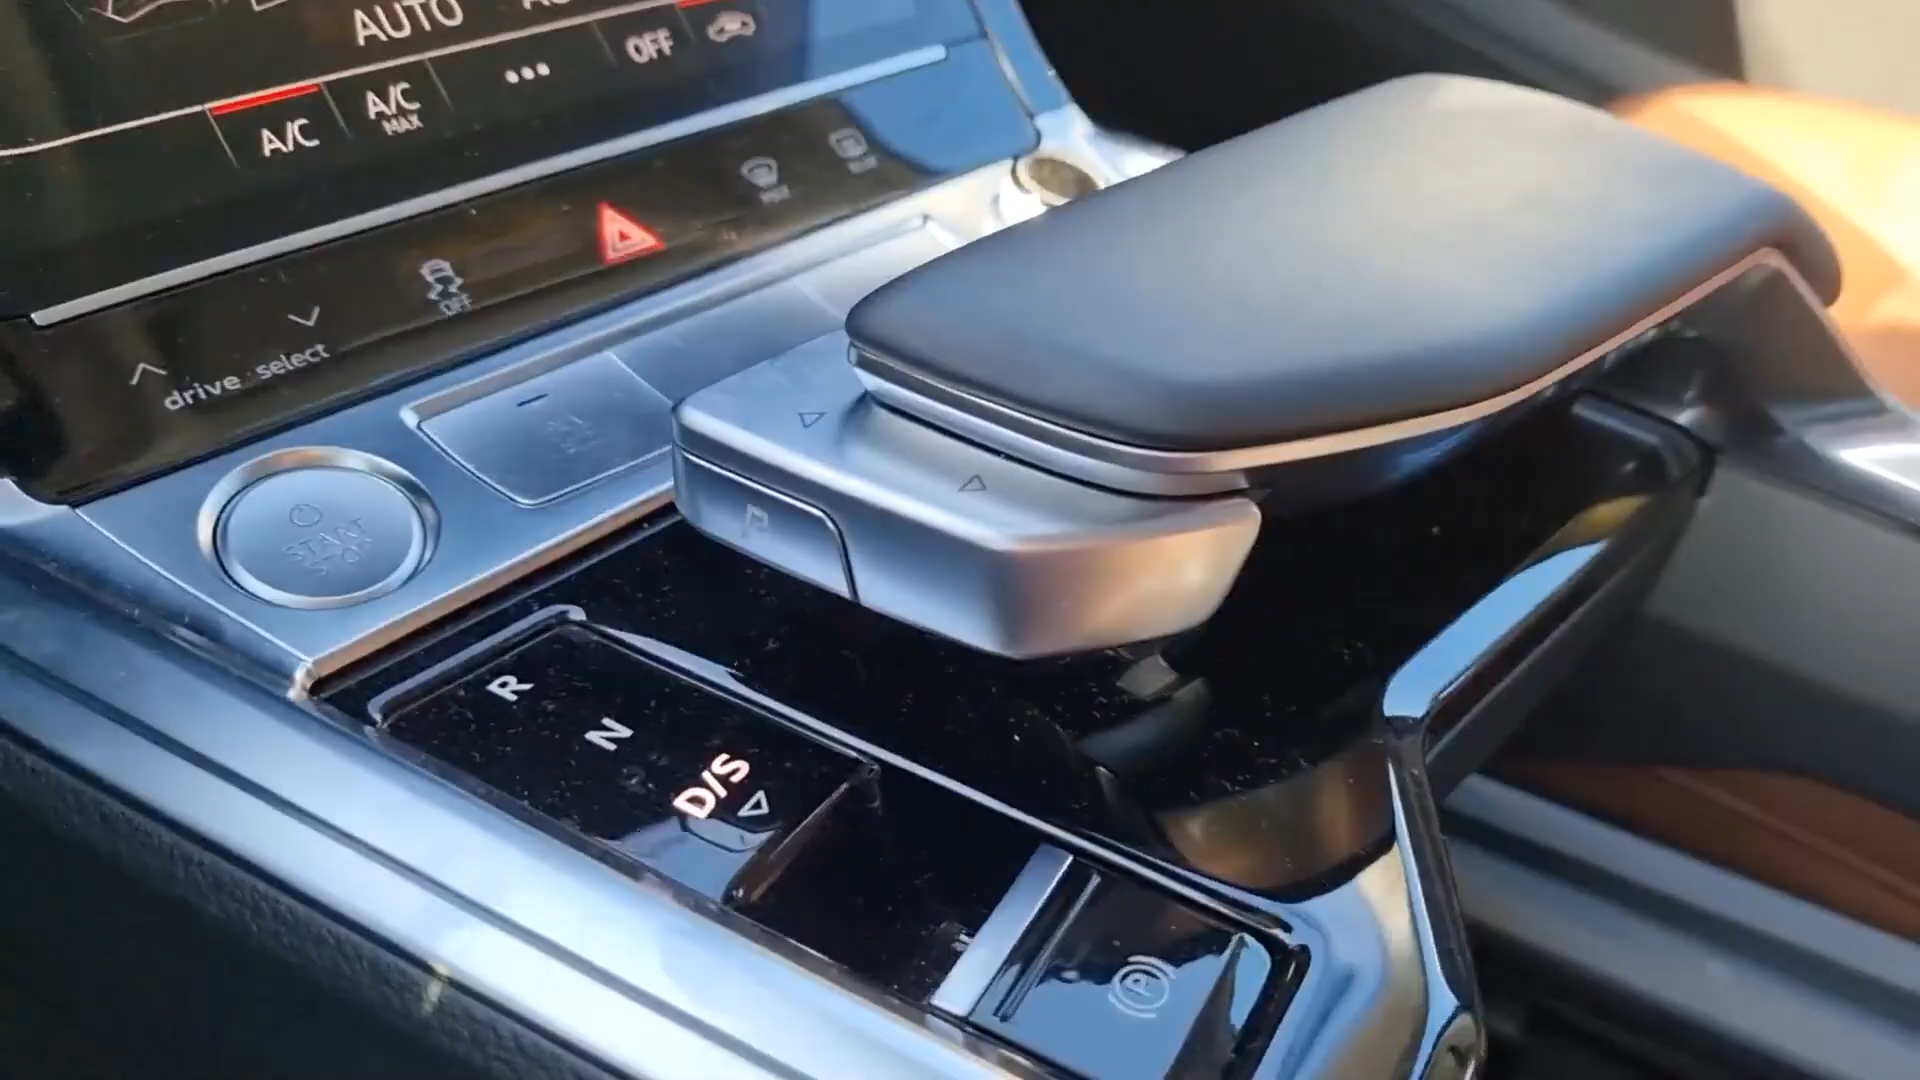 AUTO
OFF
A/C
A/C
MAX
OFF
drive select
START
STOP
P
R
N
D/S
P